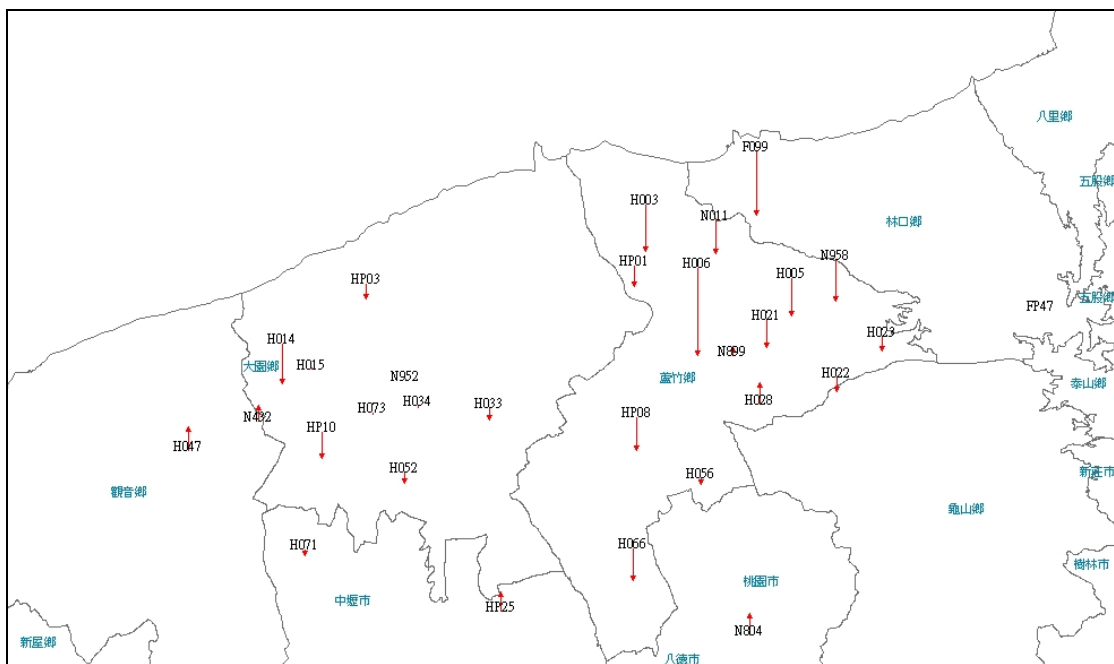 八里鄉
F099
五股鄉
H003
N011
林口鄉
N958
HP01
H006
H005
HP03
五股鄉
FP47
H021
H023
H014
N899
大園鄉
H015
H022
泰山鄉
N952
蘆竹鄉
H034
H033
H028
H073
N432
HP08
HP10
H047
H052
H056
新莊市
觀音鄉
龜山鄉
H071
H066
樹林市
桃園市
中壢市
HP25
N804
新屋鄉
八德市